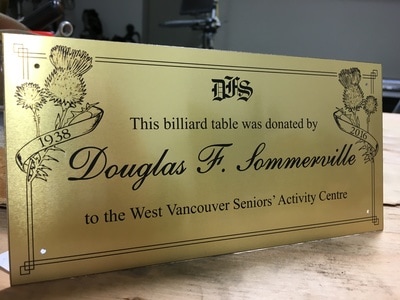 DFS
1938
2016
This billiard table was donated by
Douglas F. Sommerville
to the West Vancouver Seniors' Activity Centre